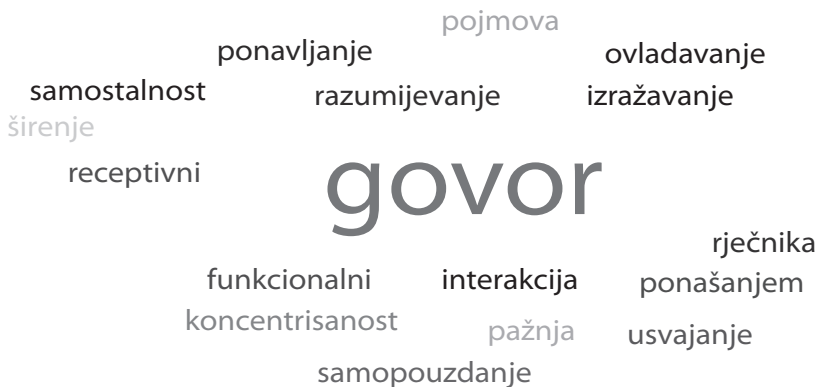 pojmova
ponavljanje ovladavanje
samostalnost razumijevanje izražavanje
širenje
receptivni govor
rječnika
funkcionalni interakcija ponašanjem
koncentrisanost pažnja usvajanje
samopouzdanje